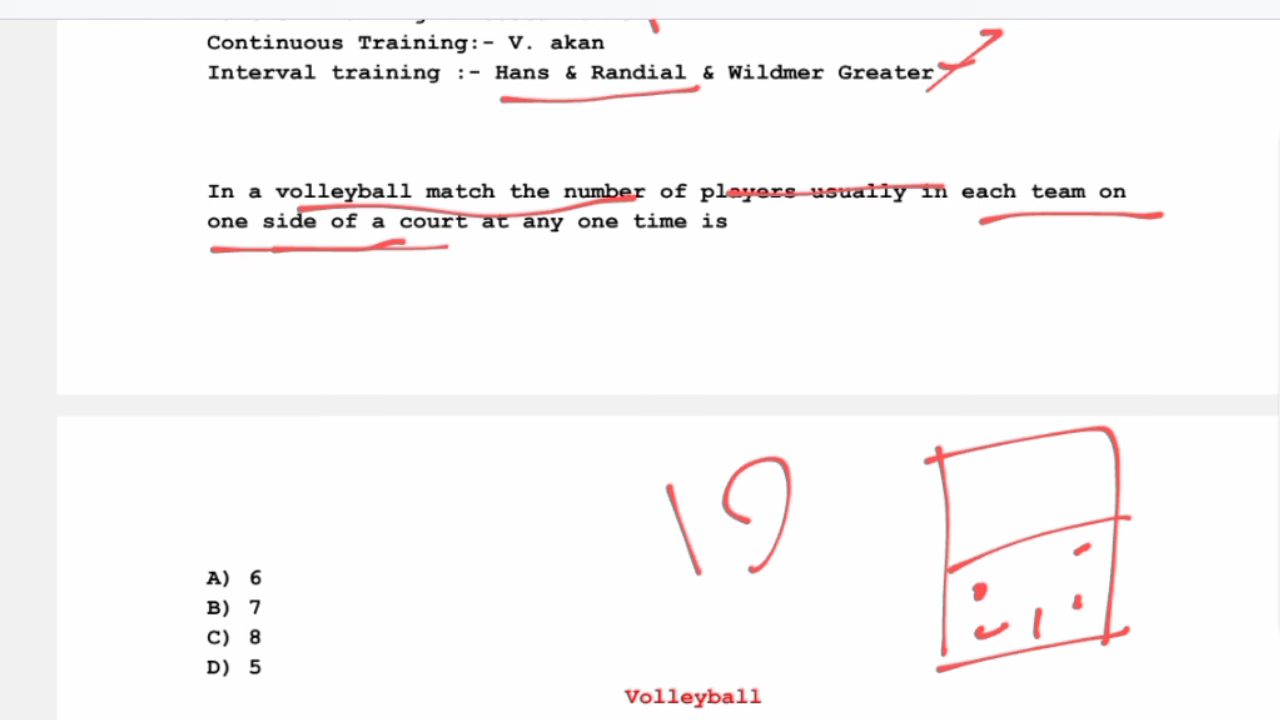 Continuous Training:- V. akan
Interval training :- Hans & Randial & Wildmer Greater
In a volleyball match the number of players usually in each team on
one side of a court at any one time is
19
A) 6
B) 7
C) 8
D) 5
Volleyball